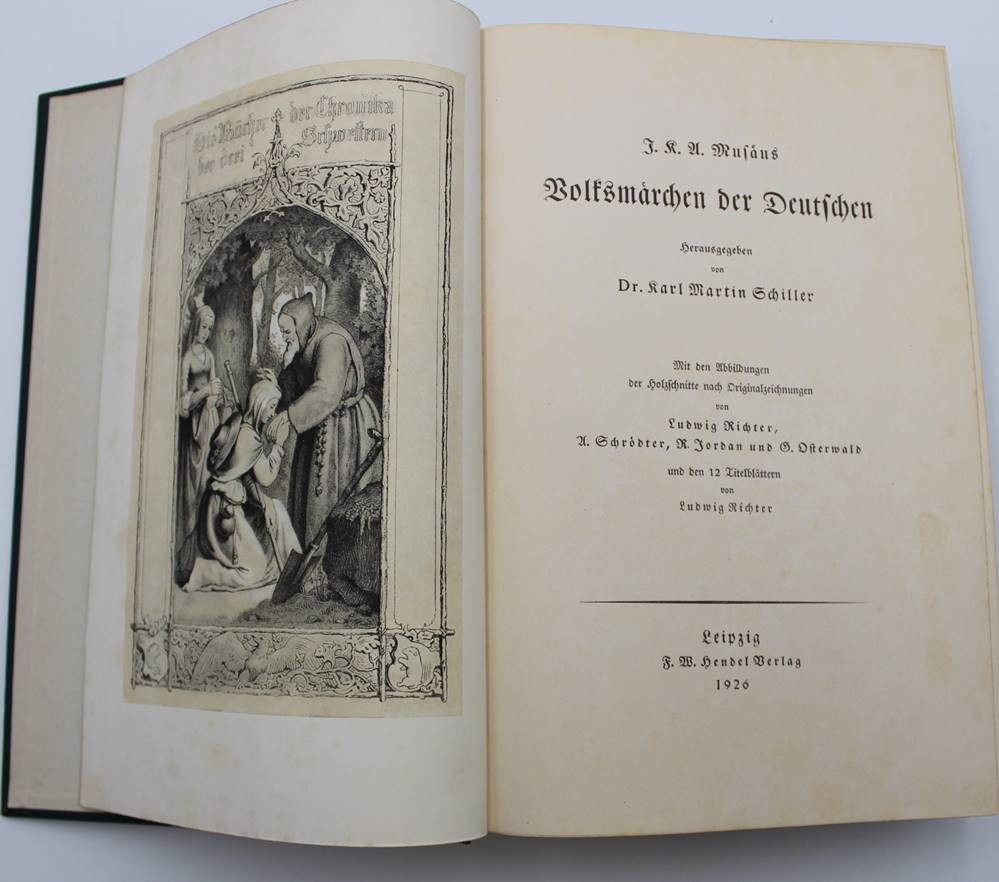 Die Bücher der Chronika
der drei Schwestern
J. K. A. Musäus
Volksmärchen der Deutschen
Herausgegeben
von
Dr. Karl Martin Schiller
Mit den Abbildungen
der Holzschnitte nach Originalzeichnungen
von
Ludwig Richter,
A. Schrödter, R. Jordan und G. Osterwald
und den 12 Titelblättern
von
Ludwig Richter
Leipzig
F. W. Hendel Verlag
1926